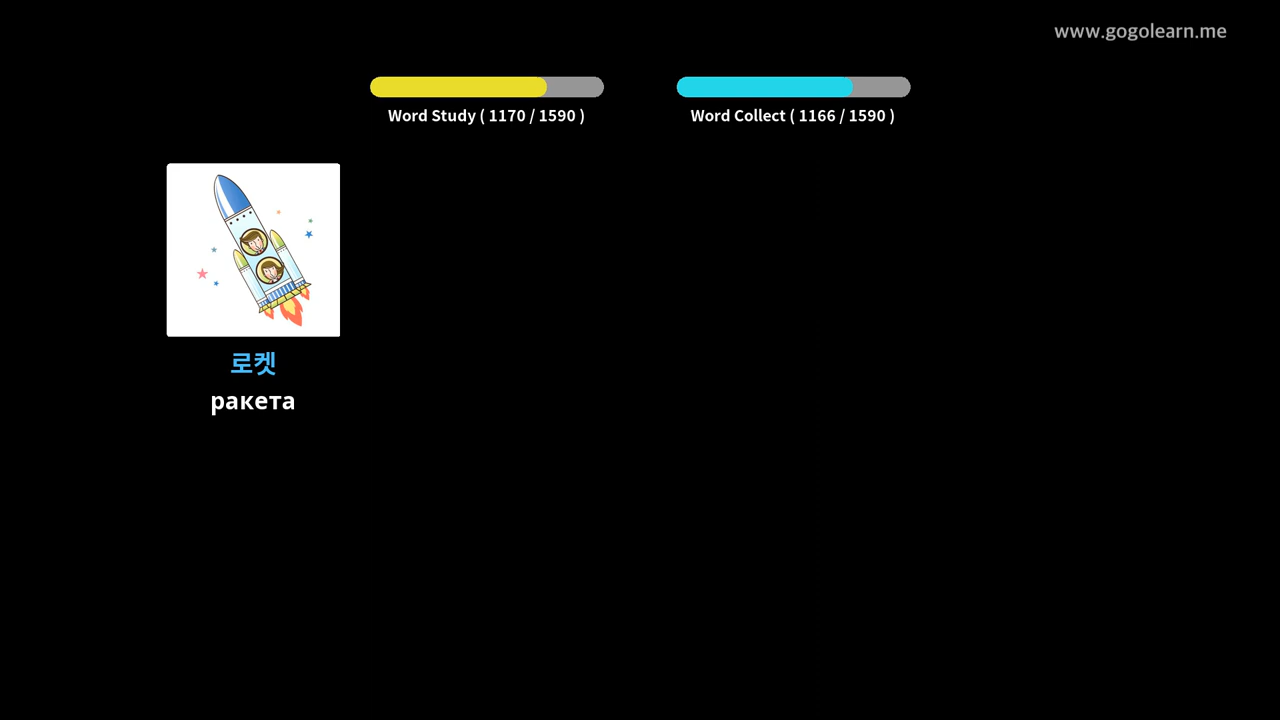 www.gogolearn.me
Word Study ( 1170 / 1590 )
Word Collect ( 1166 / 1590 )
로켓
ракета